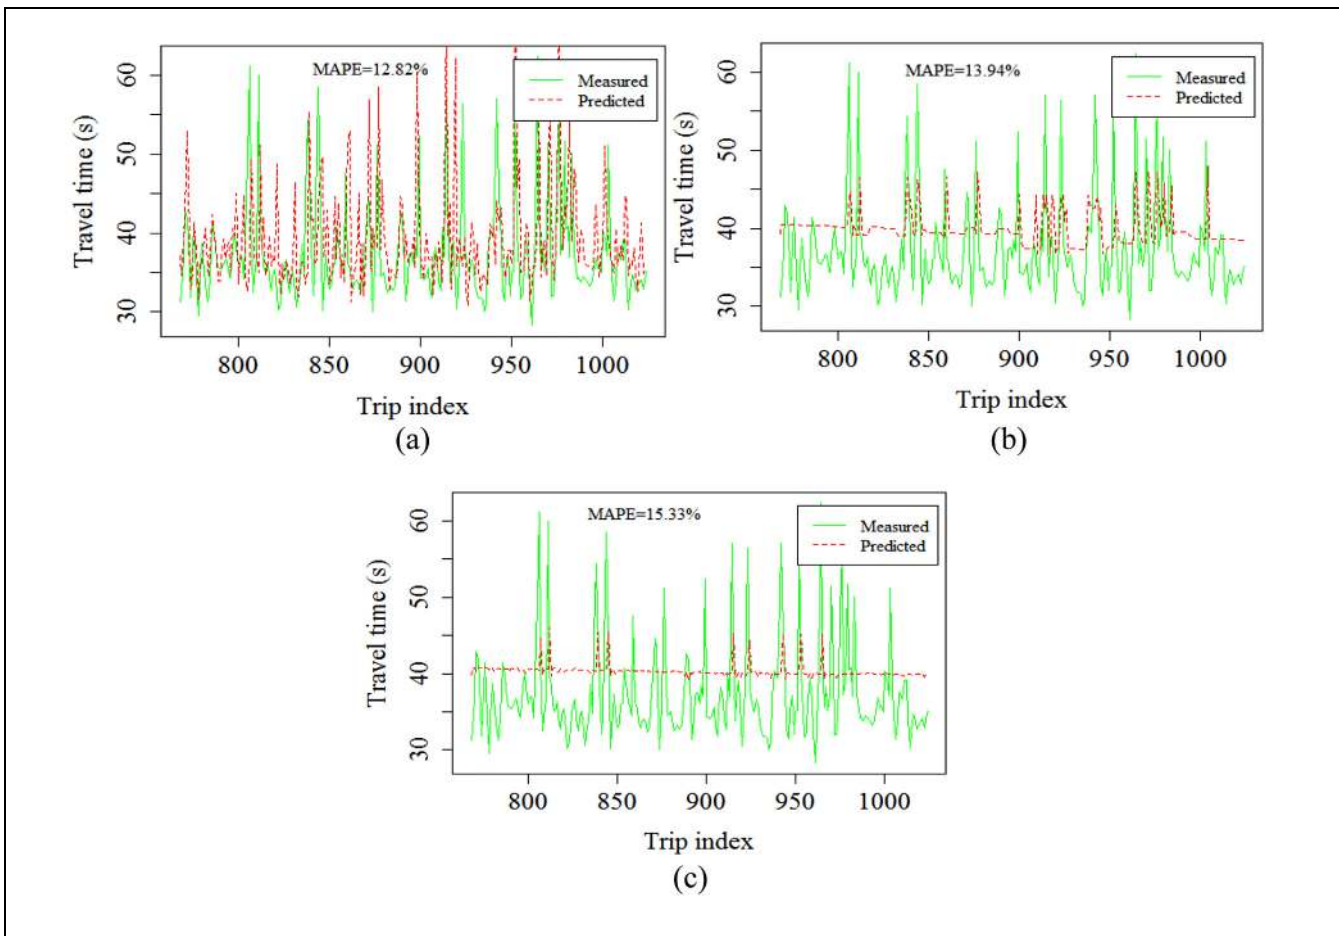 MAPE=12.82%
Measured
Predicted
60
50
40
30
Travel time (s)
800
850
900
950
1000
Trip index
(a)
MAPE=13.94%
Measured
Predicted
60
50
40
30
Travel time (s)
800
850
900
950
1000
Trip index
(b)
MAPE=15.33%
Measured
Predicted
60
50
40
30
Travel time (s)
800
850
900
950
1000
Trip index
(c)